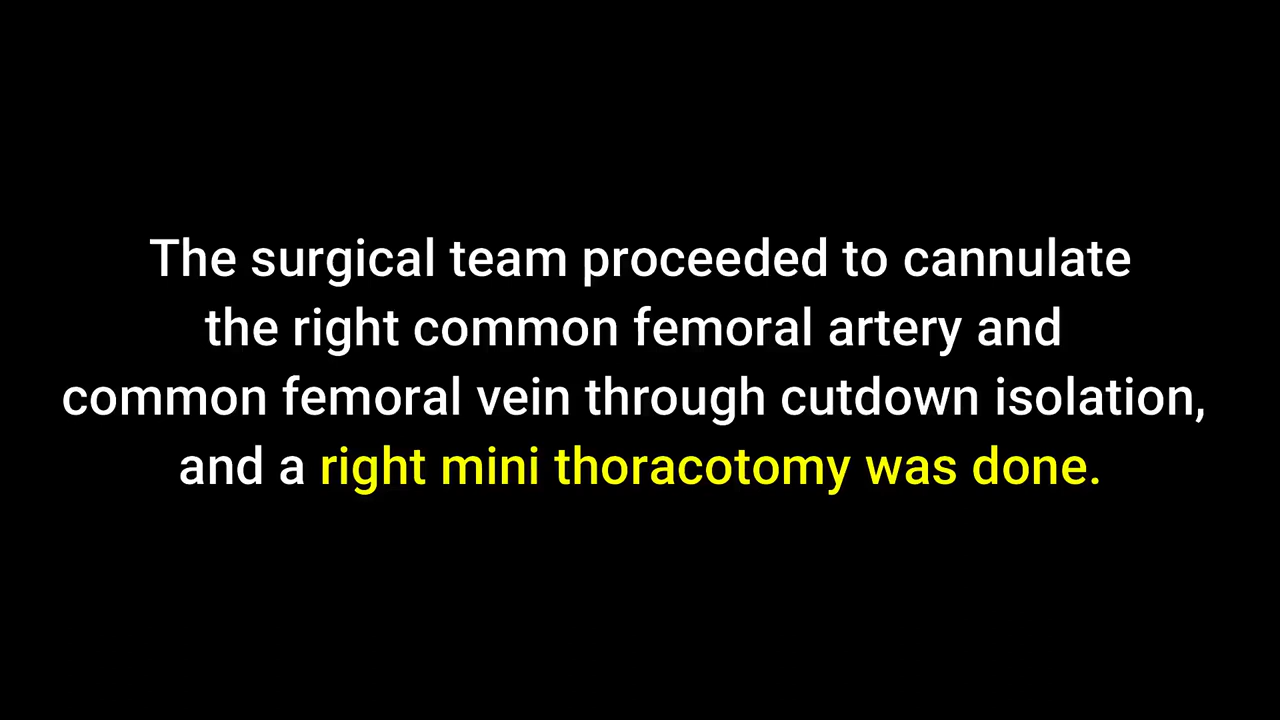 The surgical team proceeded to cannulate
the right common femoral artery and
common femoral vein through cutdown isolation,
and a right mini thoracotomy was done.